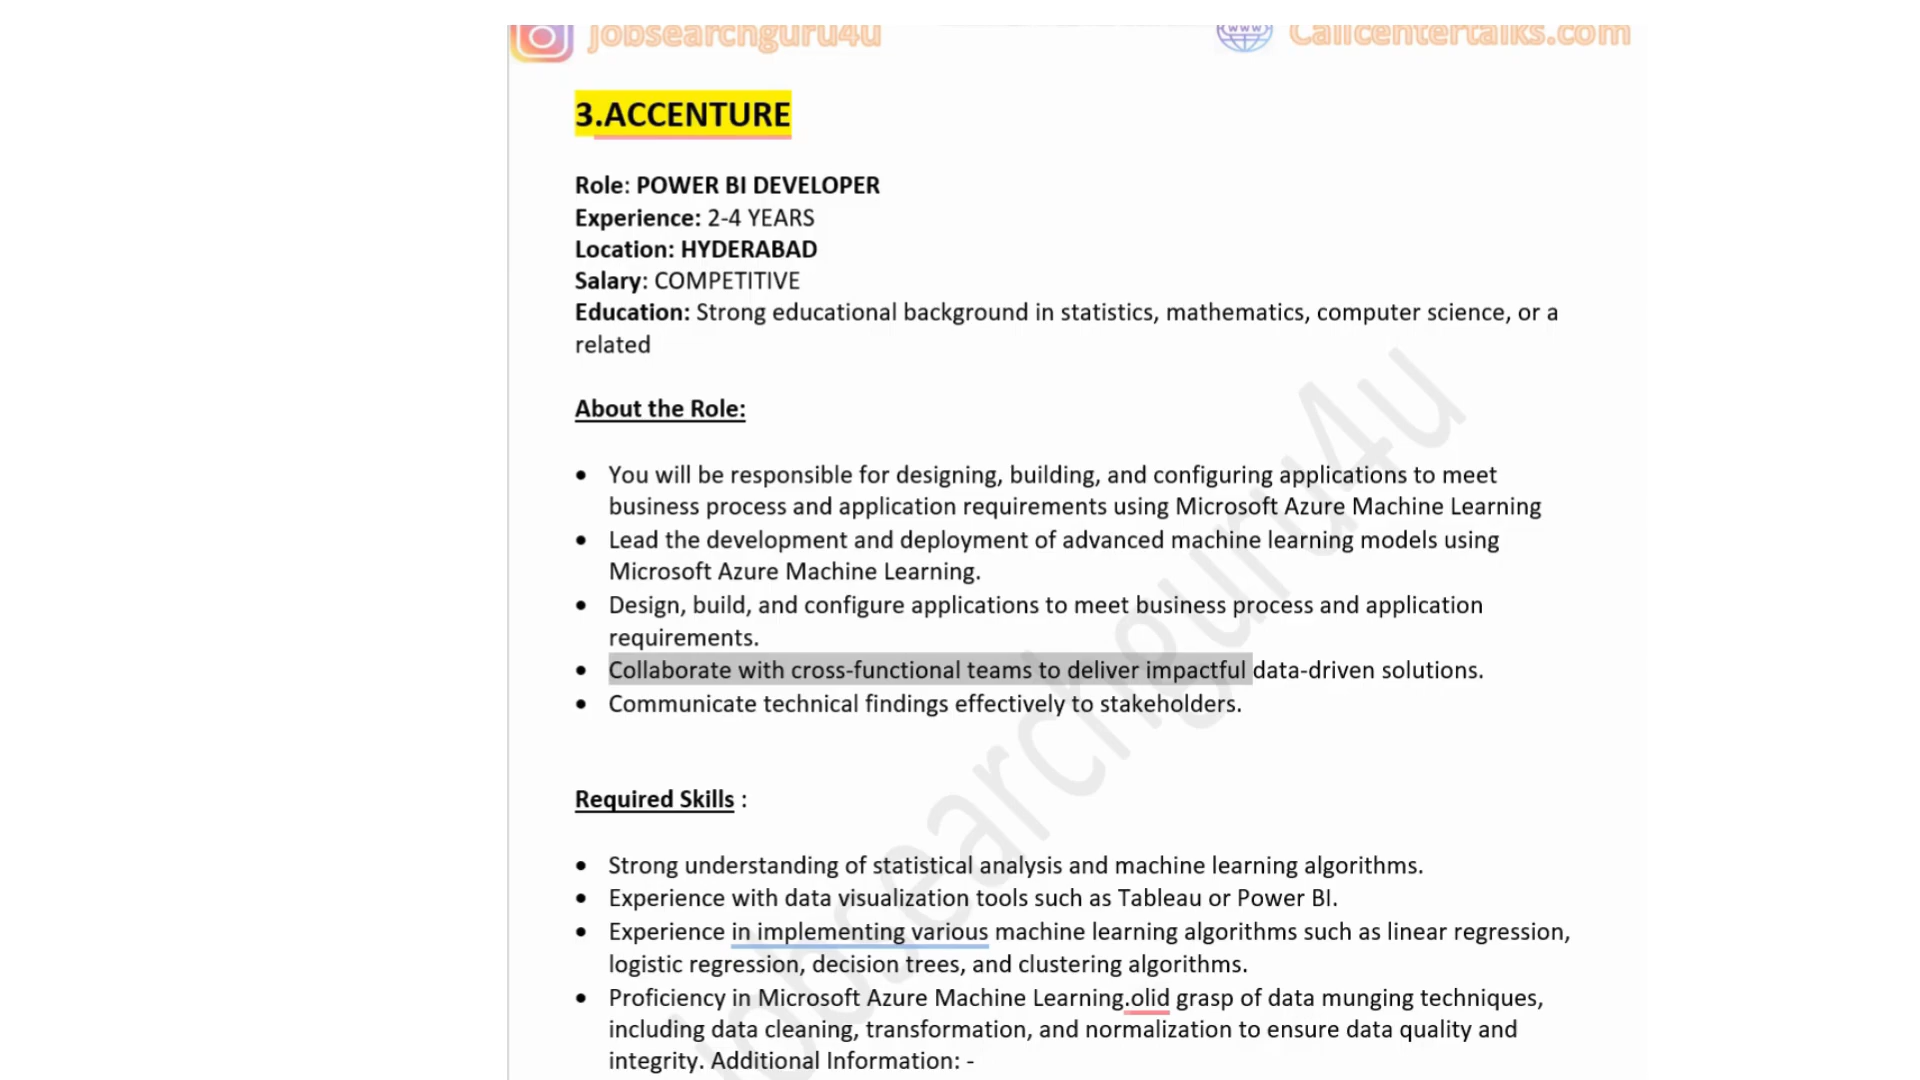 jobsearchguru4u
Callcentertalks.com
3.ACCENTURE
Role: POWER BI DEVELOPER
Experience: 2-4 YEARS
Location: HYDERABAD
Salary: COMPETITIVE
Education: Strong educational background in statistics, mathematics, computer science, or a
related
About the Role:
• You will be responsible for designing, building, and configuring applications to meet
business process and application requirements using Microsoft Azure Machine Learning
• Lead the development and deployment of advanced machine learning models using
Microsoft Azure Machine Learning.
• Design, build, and configure applications to meet business process and application
requirements.
• Collaborate with cross-functional teams to deliver impactful data-driven solutions.
• Communicate technical findings effectively to stakeholders.
Required Skills :
• Strong understanding of statistical analysis and machine learning algorithms.
• Experience with data visualization tools such as Tableau or Power BI.
• Experience in implementing various machine learning algorithms such as linear regression,
logistic regression, decision trees, and clustering algorithms.
• Proficiency in Microsoft Azure Machine Learning.olid grasp of data munging techniques,
including data cleaning, transformation, and normalization to ensure data quality and
integrity. Additional Information: -
jobsearchguru4u